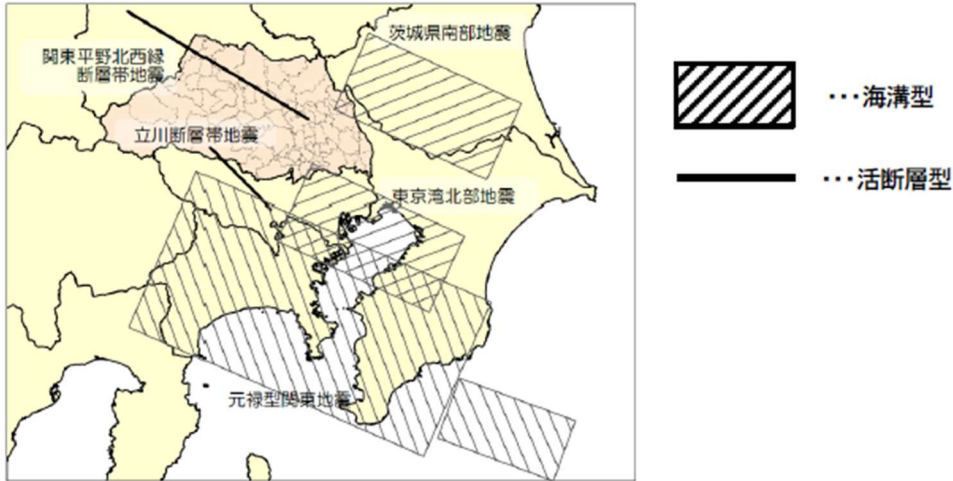 茨城県南部地震
関東平野北西縁
断層帯地震
立川断層帯地震
東京湾北部地震
元禄型関東地震
･･･海溝型
･･･活断層型